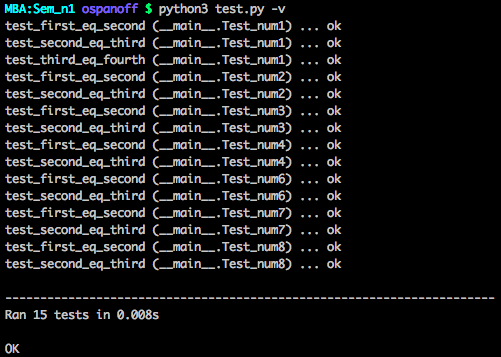 MBA:Sem_n1 ospanoff $ python3 test.py -v
test_first_eq_second (__main__.Test_num1) ... ok
test_second_eq_third (__main__.Test_num1) ... ok
test_third_eq_fourth (__main__.Test_num1) ... ok
test_first_eq_second (__main__.Test_num2) ... ok
test_second_eq_third (__main__.Test_num2) ... ok
test_first_eq_second (__main__.Test_num3) ... ok
test_second_eq_third (__main__.Test_num3) ... ok
test_first_eq_second (__main__.Test_num4) ... ok
test_second_eq_third (__main__.Test_num4) ... ok
test_first_eq_second (__main__.Test_num6) ... ok
test_second_eq_third (__main__.Test_num6) ... ok
test_first_eq_second (__main__.Test_num7) ... ok
test_second_eq_third (__main__.Test_num7) ... ok
test_first_eq_second (__main__.Test_num8) ... ok
test_second_eq_third (__main__.Test_num8) ... ok
----------------------------------------------------------------------
Ran 15 tests in 0.008s
OK